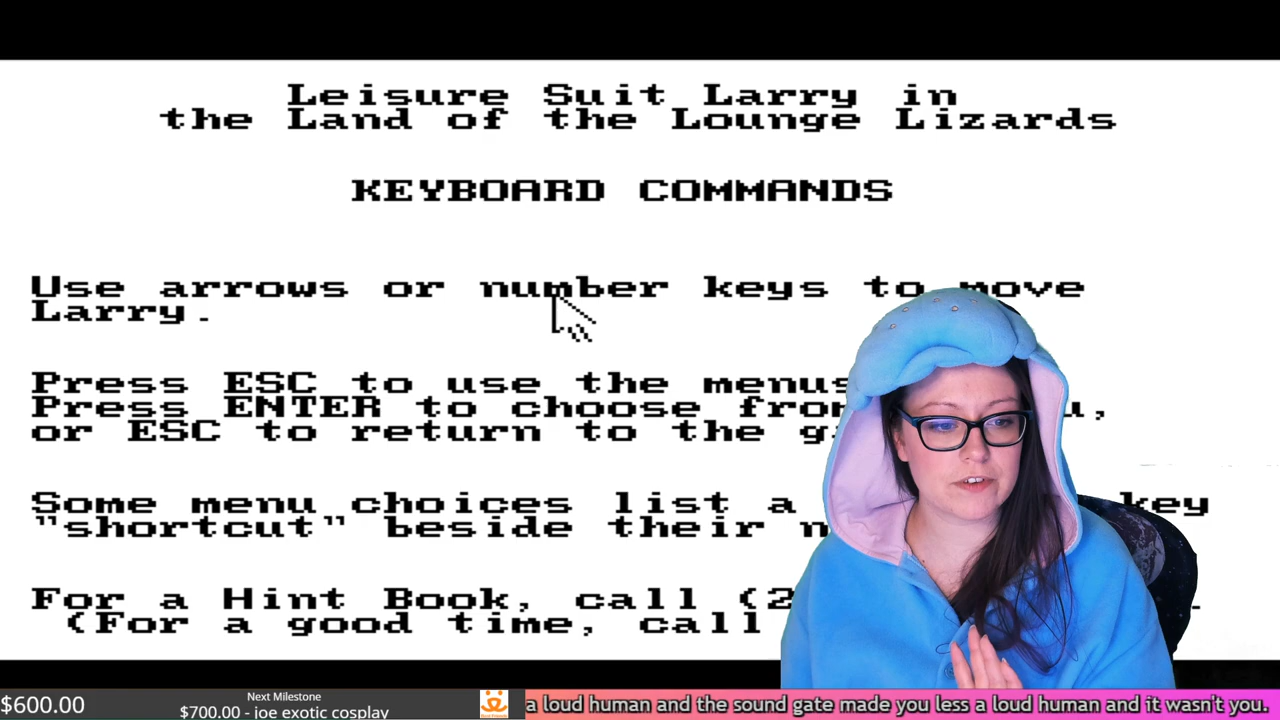 Leisure Suit Larry in
the Land of the Lounge Lizards
KEYBOARD COMMANDS
Use arrows or number keys to move
Larry.
Press ESC to use the menus
Press ENTER to choose from
or ESC to return to the
Some menu choices list a key
"shortcut" beside their
For a Hint Book, call (2
(For a good time, call
$600.00
Next Milestone
$700.00 - joe exotic cosplay
a loud human and the sound gate made you less a loud human and it wasn't you.